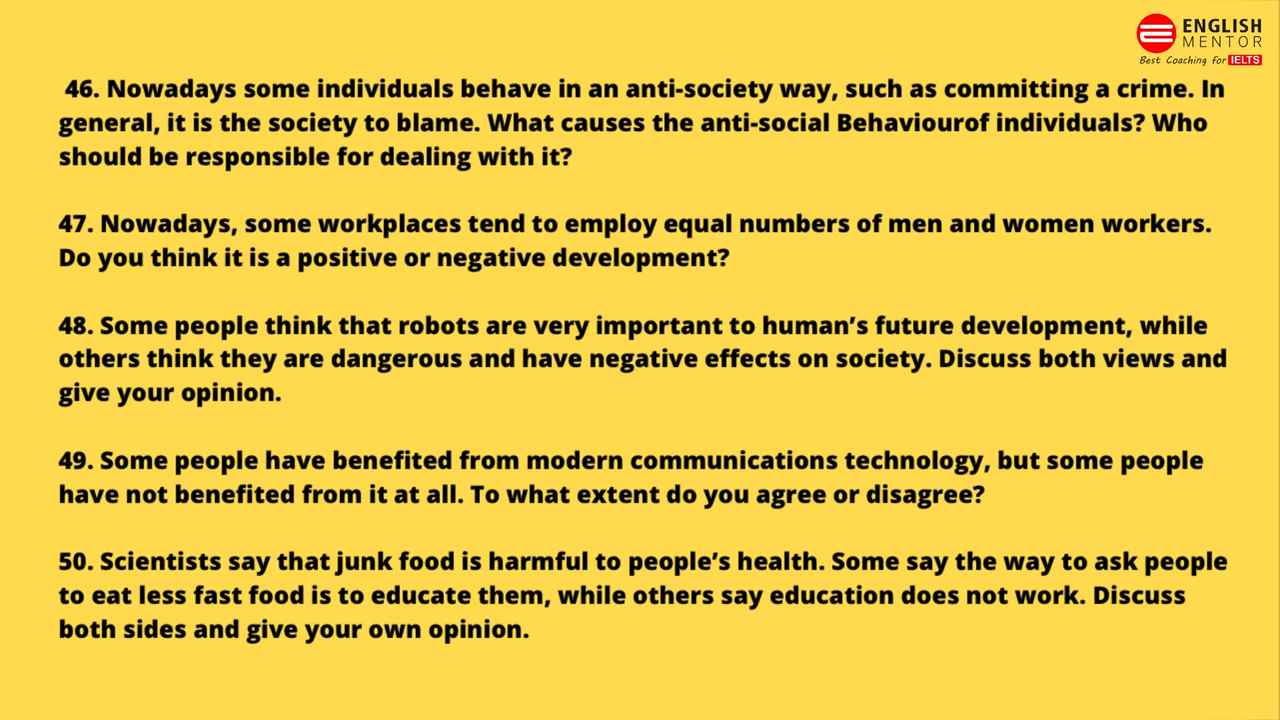 ENGLISH
MENTOR
Best Coaching for IELTS
46. Nowadays some individuals behave in an anti-society way, such as committing a crime. In
general, it is the society to blame. What causes the anti-social Behaviourof individuals? Who
should be responsible for dealing with it?
47. Nowadays, some workplaces tend to employ equal numbers of men and women workers.
Do you think it is a positive or negative development?
48. Some people think that robots are very important to human’s future development, while
others think they are dangerous and have negative effects on society. Discuss both views and
give your opinion.
49. Some people have benefited from modern communications technology, but some people
have not benefited from it at all. To what extent do you agree or disagree?
50. Scientists say that junk food is harmful to people’s health. Some say the way to ask people
to eat less fast food is to educate them, while others say education does not work. Discuss
both sides and give your own opinion.